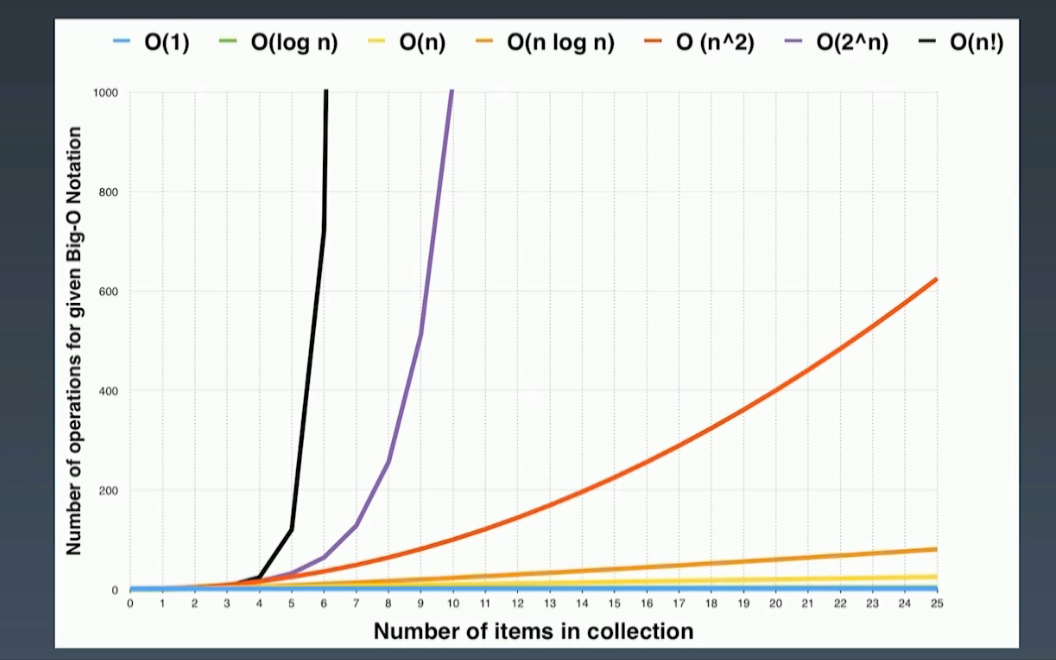 O(1) O(log n) O(n) O(n log n) O (n^2) O(2^n) O(n!)
Number of operations for given Big-O Notation
1000
800
600
400
200
0
0 1 2 3 4 5 6 7 8 9 10 11 12 13 14 15 16 17 18 19 20 21 22 23 24 25
Number of items in collection